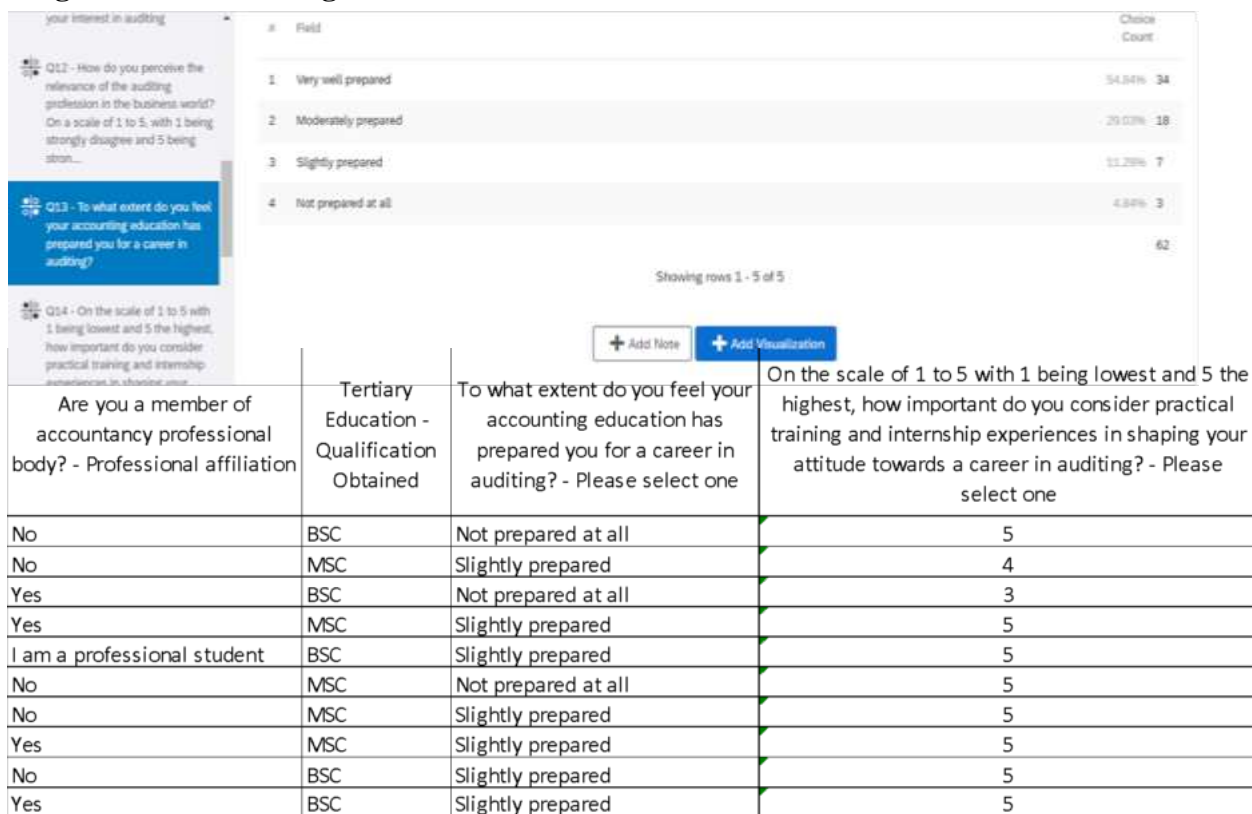 your interest in auditing
# Field Choice
Count
Q12 - How do you perceive the
relevance of the auditing
profession in the business world?
On a scale of 1 to 5, with 1 being
strongly disagree and 5 being
stron...
1 Very well prepared 54.84% 34
2 Moderately prepared 29.03% 18
3 Slightly prepared 11.29% 7
Q13 - To what extent do you feel
your accounting education has
prepared you for a career in
auditing?
4 Not prepared at all 4.84% 3
62
Showing rows 1 - 5 of 5
Q14 - On the scale of 1 to 5 with
1 being lowest and 5 the highest,
how important do you consider
practical training and internship
experiences in shaping your
Add Note Add Visualization
Are you a member of
accountancy professional
body? - Professional affiliation
Tertiary
Education -
Qualification
Obtained
To what extent do you feel your
accounting education has
prepared you for a career in
auditing? - Please select one
On the scale of 1 to 5 with 1 being lowest and 5 the
highest, how important do you consider practical
training and internship experiences in shaping your
attitude towards a career in auditing? - Please
select one
No BSC Not prepared at all 5
No MSC Slightly prepared 4
Yes BSC Not prepared at all 3
Yes MSC Slightly prepared 5
I am a professional student BSC Slightly prepared 5
No MSC Not prepared at all 5
No MSC Slightly prepared 5
Yes MSC Slightly prepared 5
No BSC Slightly prepared 5
Yes BSC Slightly prepared 5